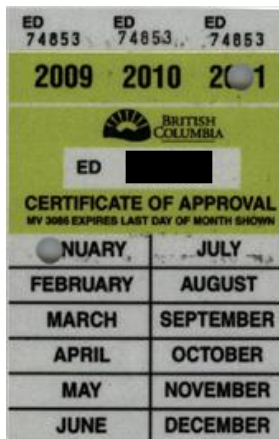 ED ED ED
74853 74853 74853
2009 2010
BRITISH
COLUMBIA
ED
CERTIFICATE OF APPROVAL
MV 3086 EXPIRES LAST DAY OF MONTH SHOWN
NUARY JULY
FEBRUARY AUGUST
MARCH SEPTEMBER
APRIL OCTOBER
MAY NOVEMBER
JUNE DECEMBER